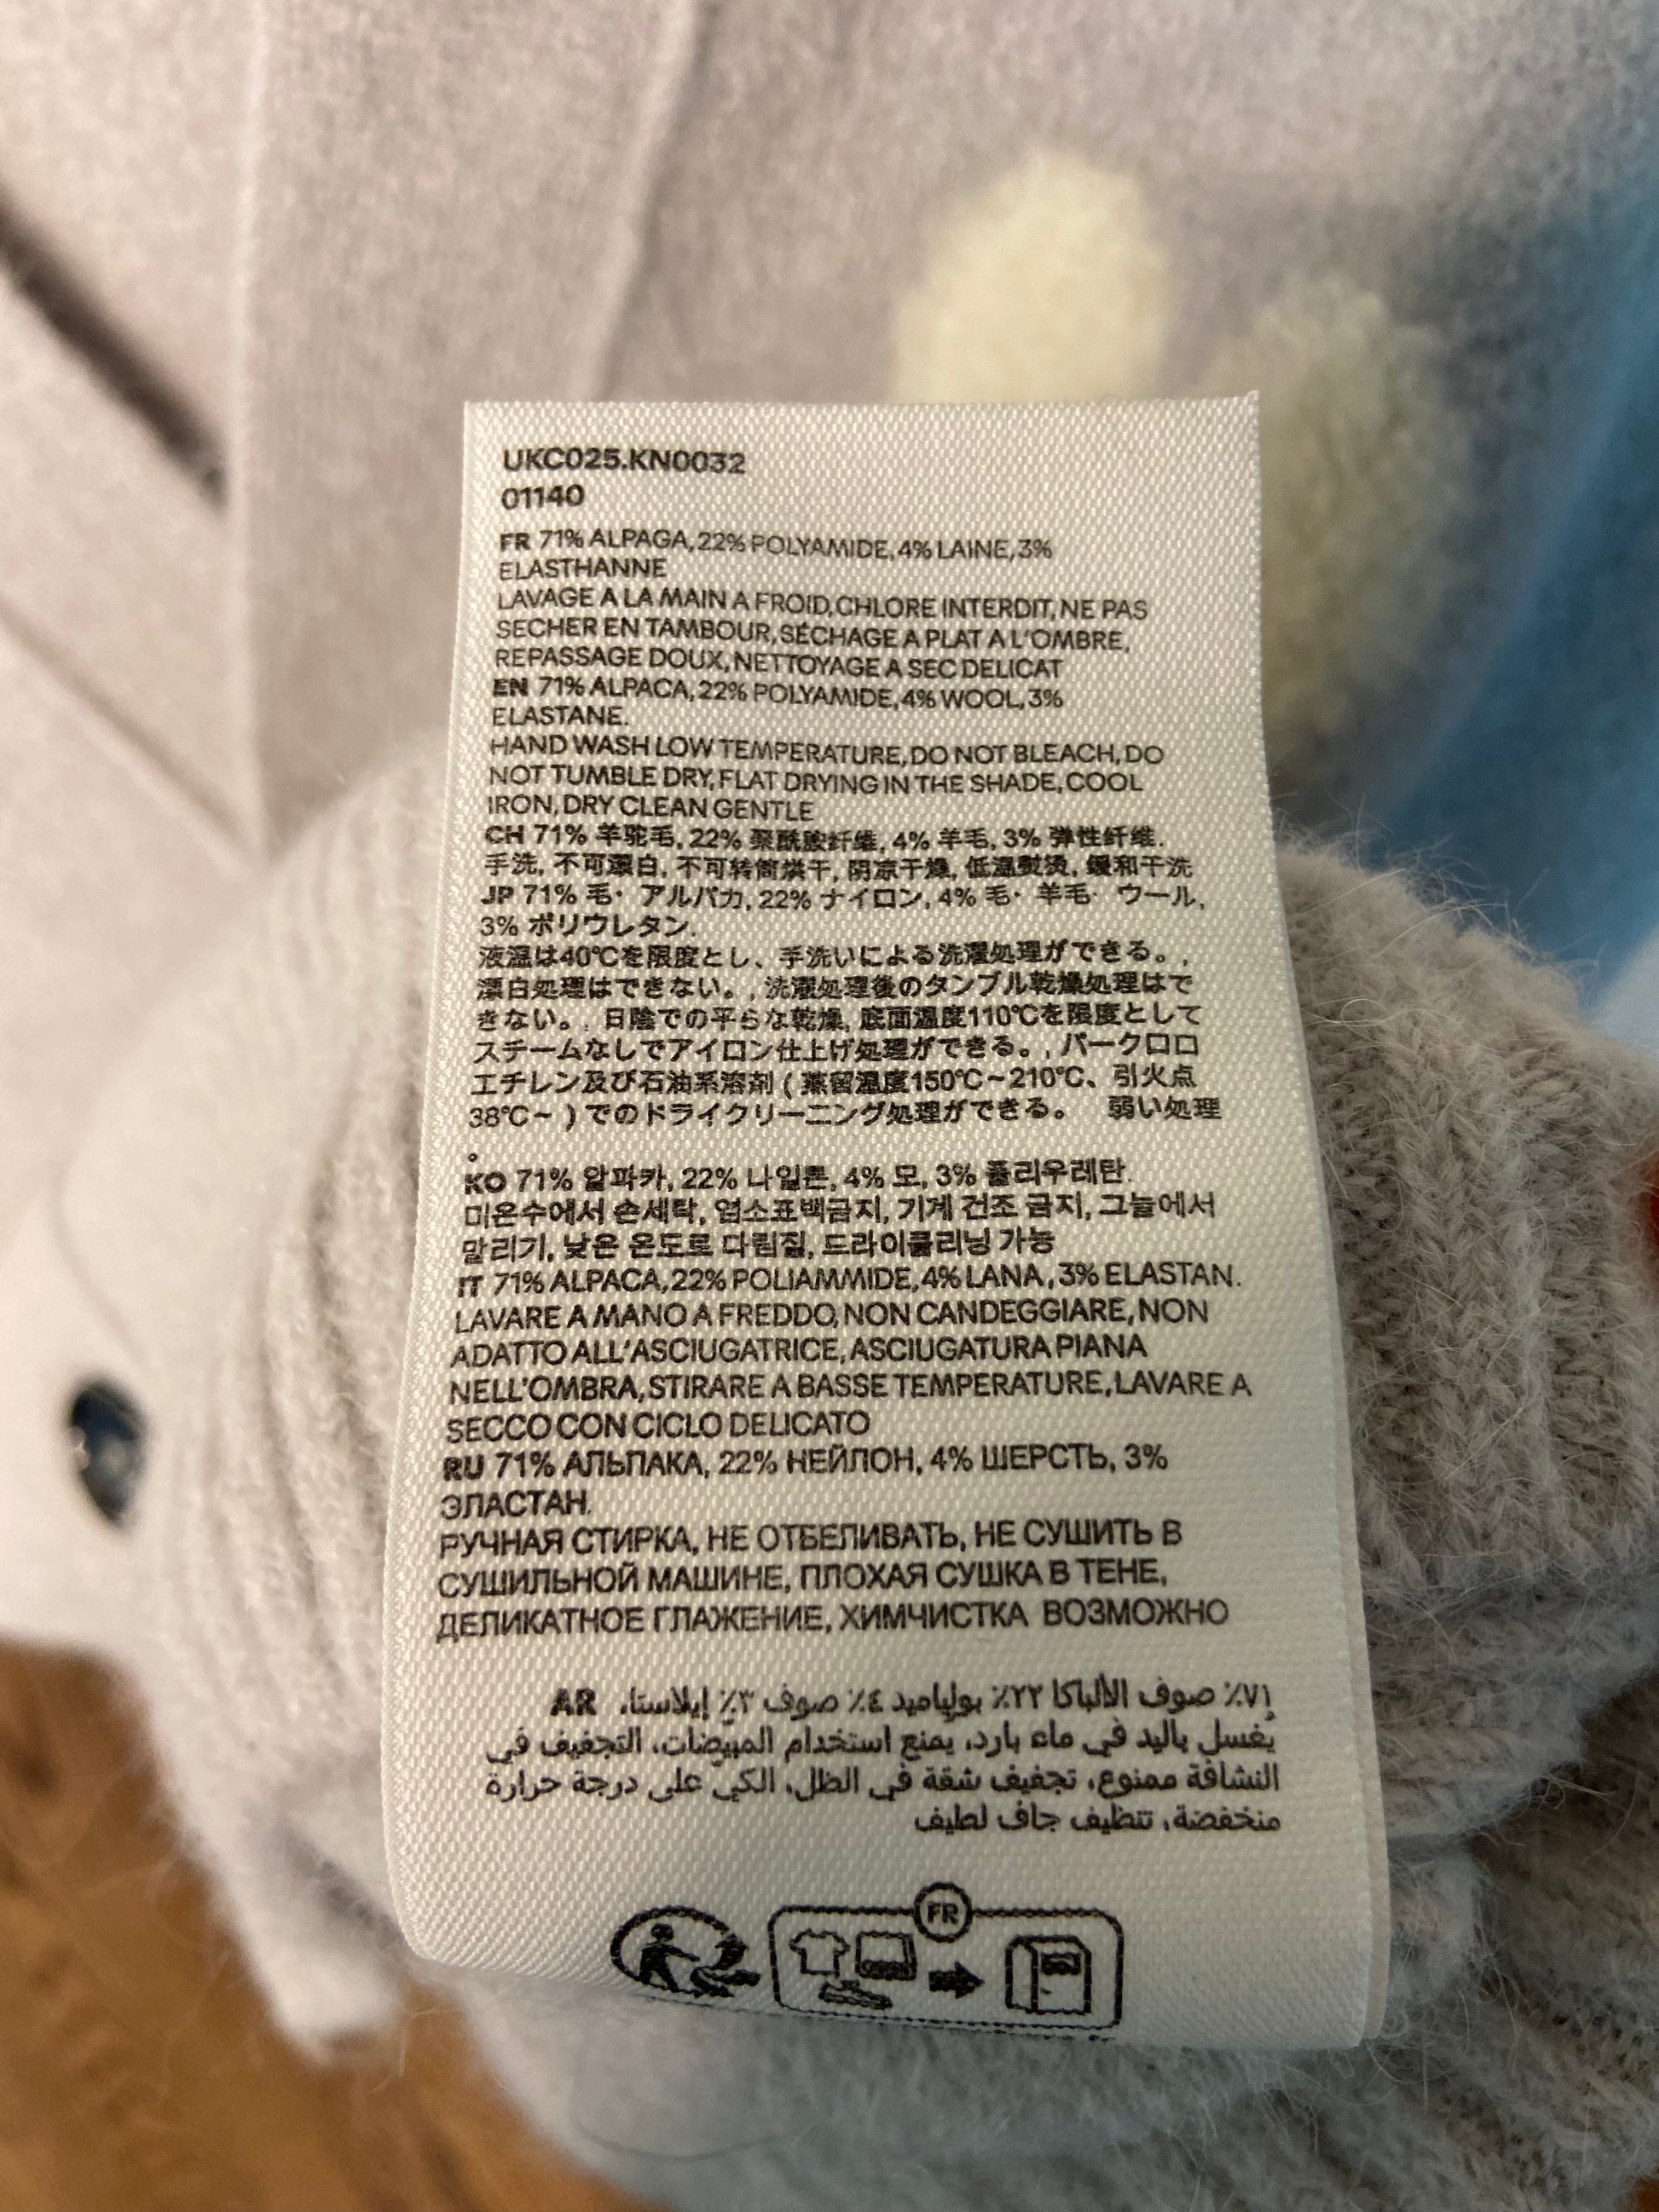 UKC025.KN0032
01140
FR 71% ALPAGA, 22% POLYAMIDE, 4% LAINE, 3%
ELASTHANNE
LAVAGE A LA MAIN A FROID, CHLORE INTERDIT, NE PAS
SECHER EN TAMBOUR, SÉCHAGE A PLAT A L'OMBRE,
REPASSAGE DOUX, NETTOYAGE A SEC DELICAT
EN 71% ALPACA, 22% POLYAMIDE, 4% WOOL, 3%
ELASTANE.
HAND WASH LOW TEMPERATURE, DO NOT BLEACH, DO
NOT TUMBLE DRY, FLAT DRYING IN THE SHADE, COOL
IRON, DRY CLEAN GENTLE
CH 71% 羊驼毛, 22% 聚酰胺纤维, 4% 羊毛, 3% 弹性纤维.
手洗, 不可漂白, 不可转筒烘干, 阴凉干燥, 低温熨烫, 缓和干洗
JP 71% 毛· アルパカ, 22% ナイロン, 4% 毛· 羊毛· ウール,
3% ポリウレタン.
液温は40℃を限度とし、手洗いによる洗濯処理ができる。,
漂白処理はできない。, 洗濯処理後のタンブル乾燥処理はで
きない。, 日陰での平らな乾燥, 底面温度110℃を限度として
スチームなしでアイロン仕上げ処理ができる。, パークロロ
エチレン及び石油系溶剤 ( 蒸留温度150℃~210℃、引火点
38℃~ ) でのドライクリーニング処理ができる。 弱い処理
。
KO 71% 알파카, 22% 나일론, 4% 모, 3% 폴리우레탄.
미온수에서 손세탁, 염소표백금지, 기계 건조 금지, 그늘에서
말리기, 낮은 온도로 다림질, 드라이클리닝 가능
IT 71% ALPACA, 22% POLIAMMIDE, 4% LANA, 3% ELASTAN.
LAVARE A MANO A FREDDO, NON CANDEGGIARE, NON
ADATTO ALL'ASCIUGATRICE, ASCIUGATURA PIANA
NELL'OMBRA, STIRARE A BASSE TEMPERATURE, LAVARE A
SECCO CON CICLO DELICATO
RU 71% АЛЬПАКА, 22% НЕЙЛОН, 4% ШЕРСТЬ, 3%
ЭЛАСТАН.
РУЧНАЯ СТИРКА, НЕ ОТБЕЛИВАТЬ, НЕ СУШИТЬ В
СУШИЛЬНОЙ МАШИНЕ, ПЛОХАЯ СУШКА В ТЕНЕ,
ДЕЛИКАТНОЕ ГЛАЖЕНИЕ, ХИМЧИСТКА ВОЗМОЖНО
٧١٪ صوف الألباكا ٢٢٪ بولياميد ٤٪ صوف ٣٪ إيلاستا. AR
يغسل باليد في ماء بارد، يمنع استخدام المبيّضات، التجفيف في
النشافة ممنوع، تجفيف شقة في الظل، الكي على درجة حرارة
منخفضة، تنظيف جاف لطيف
FR